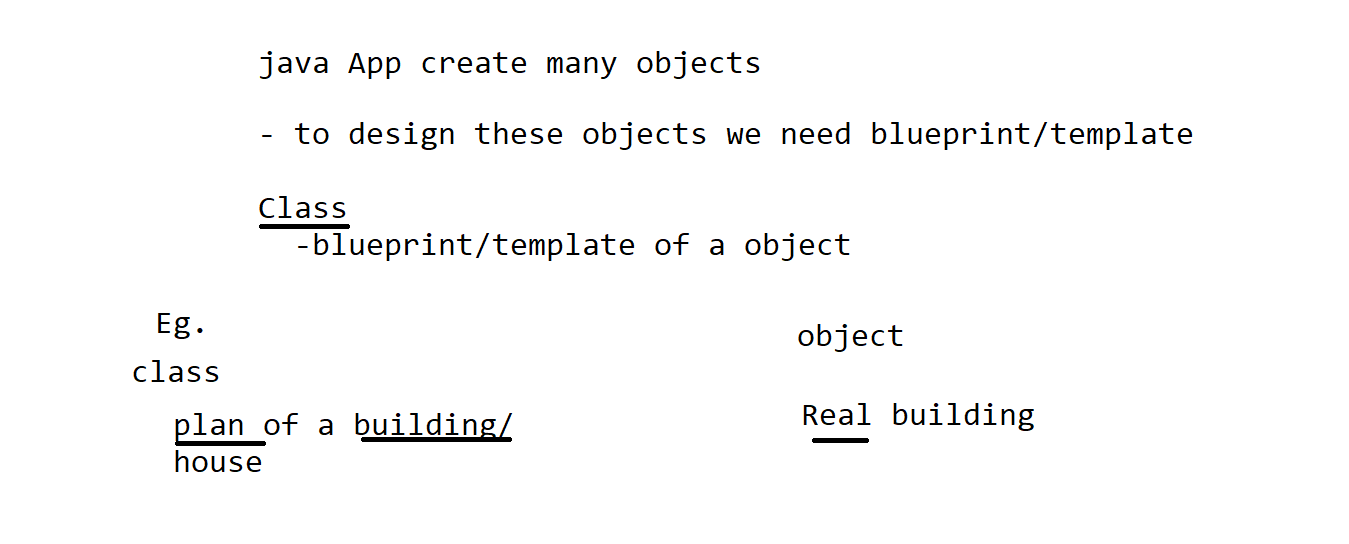 java App create many objects
- to design these objects we need blueprint/template
Class
-blueprint/template of a object
Eg.
class
plan of a building/
house
object
Real building